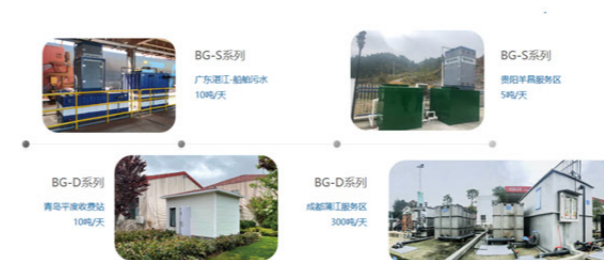 BG-S系列
广东湛江-船舶污水
10吨/天
BG-S系列
贵阳羊昌服务区
5吨/天
BG-D系列
青岛平度收费站
10吨/天
BG-D系列
成都蒲江服务区
300吨/天